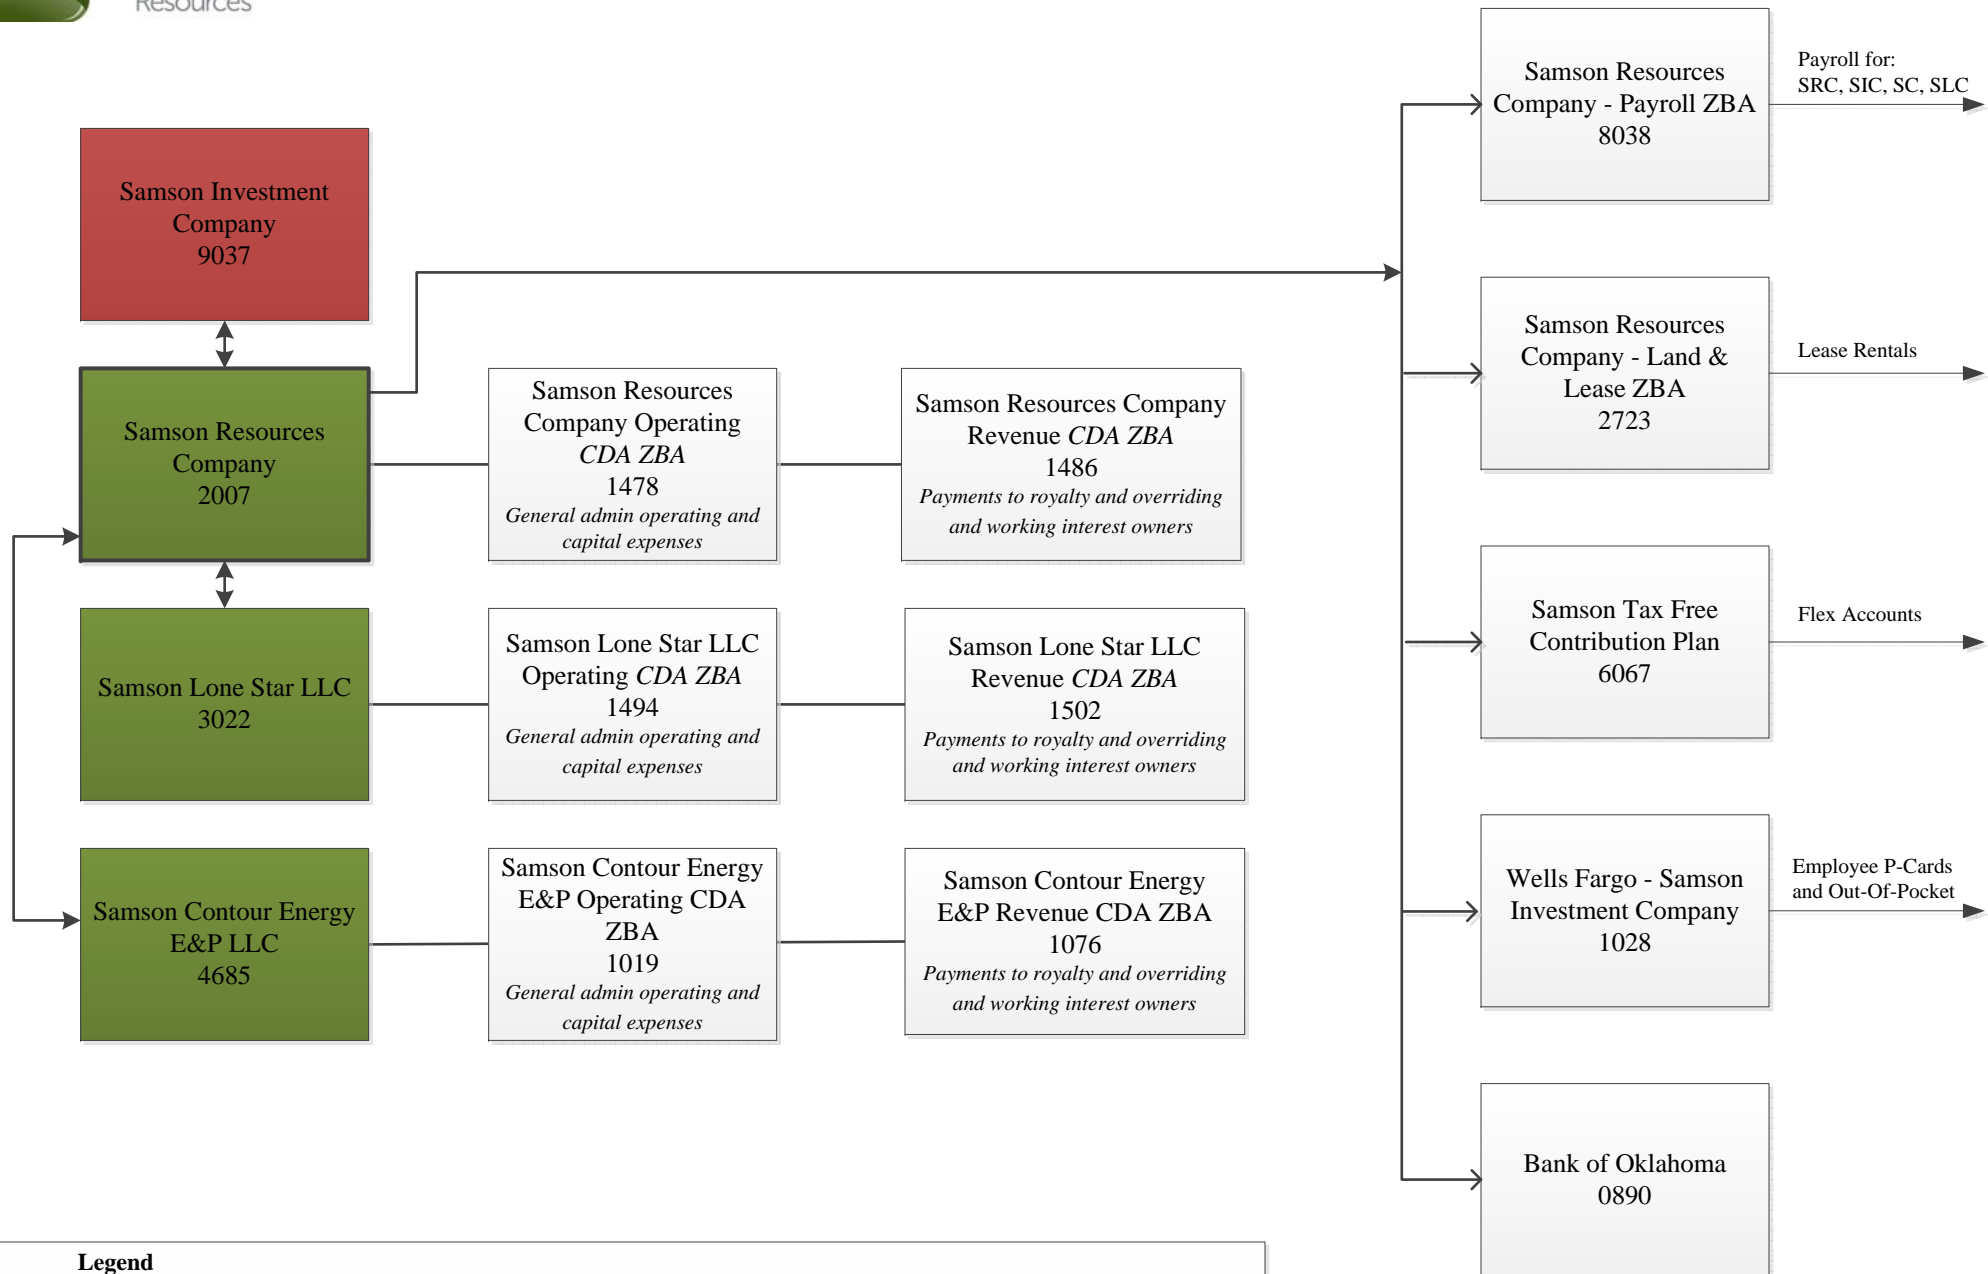 Resources
Samson Investment
Company
9037
Samson Resources
Company
2007
Samson Resources
Company Operating
CDA ZBA
1478
General admin operating and
capital expenses
Samson Resources Company
Revenue CDA ZBA
1486
Payments to royalty and overriding
and working interest owners
Samson Lone Star LLC
3022
Samson Lone Star LLC
Operating CDA ZBA
1494
General admin operating and
capital expenses
Samson Lone Star LLC
Revenue CDA ZBA
1502
Payments to royalty and overriding
and working interest owners
Samson Contour Energy
E&P LLC
4685
Samson Contour Energy
E&P Operating CDA
ZBA
1019
General admin operating and
capital expenses
Samson Contour Energy
E&P Revenue CDA ZBA
1076
Payments to royalty and overriding
and working interest owners
Samson Resources
Company - Payroll ZBA
8038
Payroll for:
SRC, SIC, SC, SLC
Samson Resources
Company - Land &
Lease ZBA
2723
Lease Rentals
Samson Tax Free
Contribution Plan
6067
Flex Accounts
Wells Fargo - Samson
Investment Company
1028
Employee P-Cards
and Out-Of-Pocket
Bank of Oklahoma
0890
Legend